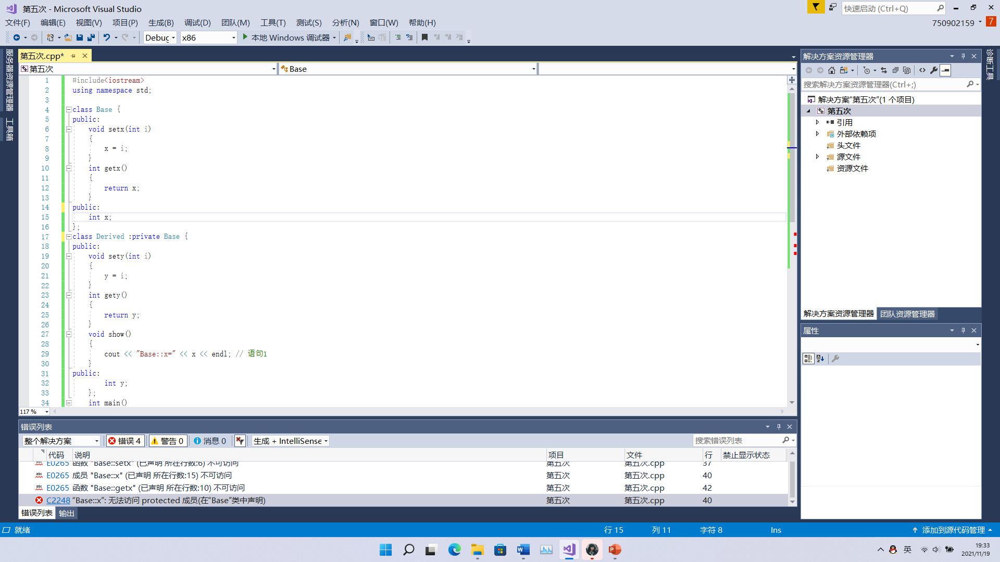 第五次 - Microsoft Visual Studio
快速启动 (Ctrl+Q)
文件(F) 编辑(E) 视图(V) 项目(P) 生成(B) 调试(D) 团队(M) 工具(T) 测试(S) 分析(N) 窗口(W) 帮助(H)
750902159
7
Debug x86 本地 Windows 调试器
服务器资源管理器
工具箱
第五次.cpp*
第五次
Base
1 #include<iostream>
2 using namespace std;
3
4 class Base {
5 public:
6 void setx(int i)
7 {
8 x = i;
9 }
10 int getx()
11 {
12 return x;
13 }
14 public:
15 int x;
16 };
17 class Derived :private Base {
18 public:
19 void sety(int i)
20 {
21 y = i;
22 }
23 int gety()
24 {
25 return y;
26 }
27 void show()
28 {
29 cout << "Base::x=" << x << endl; // 语句1
30 }
31 public:
32 int y;
33 };
34 int main()
117 %
解决方案资源管理器
搜索解决方案资源管理器(Ctrl+;)
解决方案"第五次"(1 个项目)
第五次
引用
外部依赖项
头文件
源文件
资源文件
解决方案资源管理器 团队资源管理器
属性
诊断工具
错误列表
整个解决方案 错误 4 警告 0 消息 0 生成 + IntelliSense 搜索错误列表
代码 说明 项目 文件 行 禁止显示状态
E0265 函数 "Base::setx" (已声明 所在行数:6) 不可访问 第五次 第五次.cpp 37
E0265 成员 "Base::x" (已声明 所在行数:15) 不可访问 第五次 第五次.cpp 40
E0265 函数 "Base::getx" (已声明 所在行数:10) 不可访问 第五次 第五次.cpp 42
C2248 “Base::x”: 无法访问 protected 成员(在“Base”类中声明) 第五次 第五次.cpp 40
错误列表 输出
就绪 行 15 列 11 字符 8 Ins 添加到源代码管理
英
19:33
2021/11/19